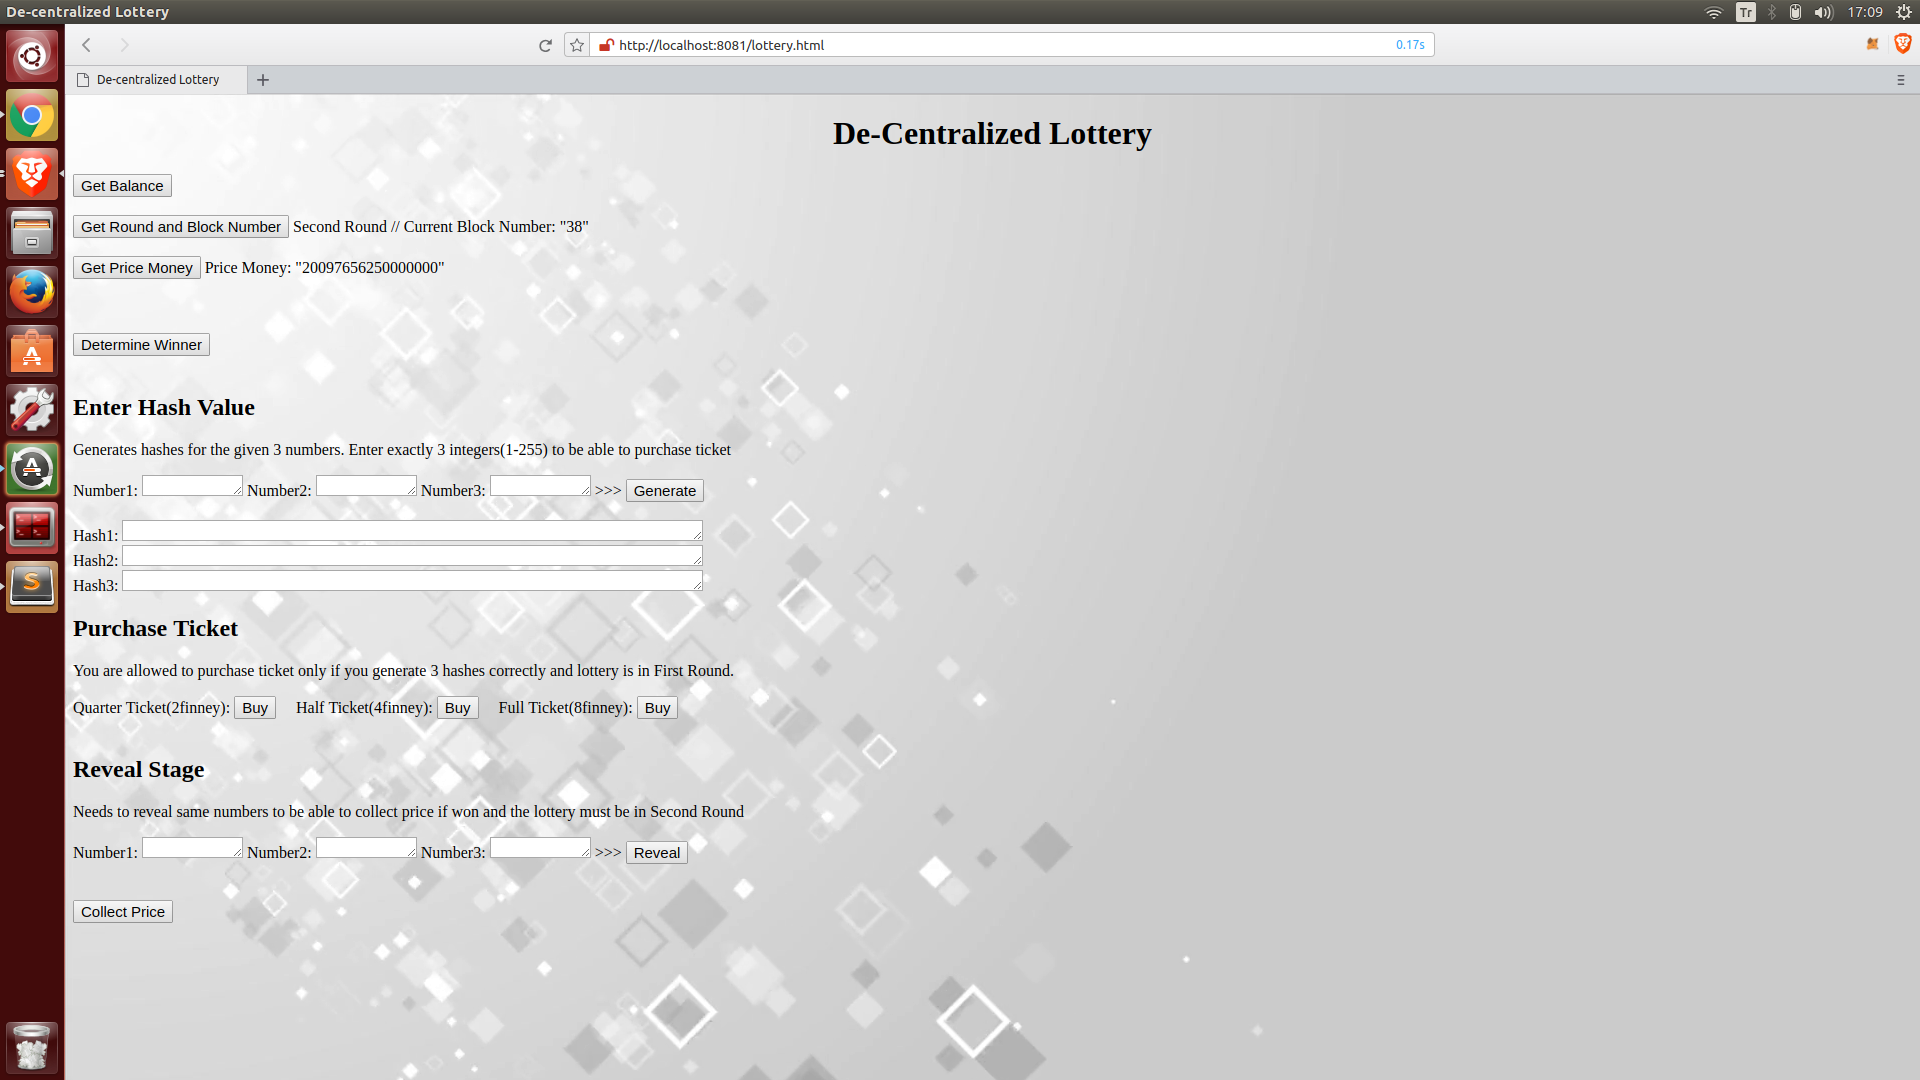 De-centralized Lottery
Tr
17:09
http://localhost:8081/lottery.html
0.17s
De-centralized Lottery
De-Centralized Lottery
Get Balance
Get Round and Block Number Second Round // Current Block Number: "38"
Get Price Money Price Money: "20097656250000000"
Determine Winner
Enter Hash Value
Generates hashes for the given 3 numbers. Enter exactly 3 integers(1-255) to be able to purchase ticket
Number1: Number2: Number3: >>> Generate
Hash1:
Hash2:
Hash3:
Purchase Ticket
You are allowed to purchase ticket only if you generate 3 hashes correctly and lottery is in First Round.
Quarter Ticket(2finney): Buy Half Ticket(4finney): Buy Full Ticket(8finney): Buy
Reveal Stage
Needs to reveal same numbers to be able to collect price if won and the lottery must be in Second Round
Number1: Number2: Number3: >>> Reveal
Collect Price